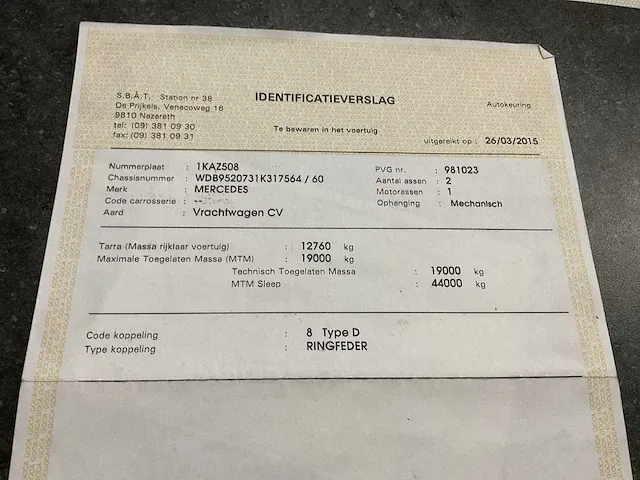 S.B.A.T. Station nr 38
De Prijkels, Venecoweg 16
9810 Nazareth
tel: (09) 381 09 30
fax: (09) 381 09 31
IDENTIFICATIEVERSLAG
Te bewaren in het voertuig
Autokeuring
uitgereikt op : 26/03/2015
Nummerplaat : 1KAZ508
Chassisnummer : WDB9520731K317564 / 60
Merk : MERCEDES
Code carrosserie :
Aard : Vrachtwagen CV
PVG nr. : 981023
Aantal assen : 2
Motorassen : 1
Ophanging : Mechanisch
Tarra (Massa rijklaar voertuig) : 12760 kg
Maximale Toegelaten Massa (MTM) : 19000 kg
Technisch Toegelaten Massa : 19000 kg
MTM Sleep : 44000 kg
Code koppeling : 8 Type D
Type koppeling : RINGFEDER